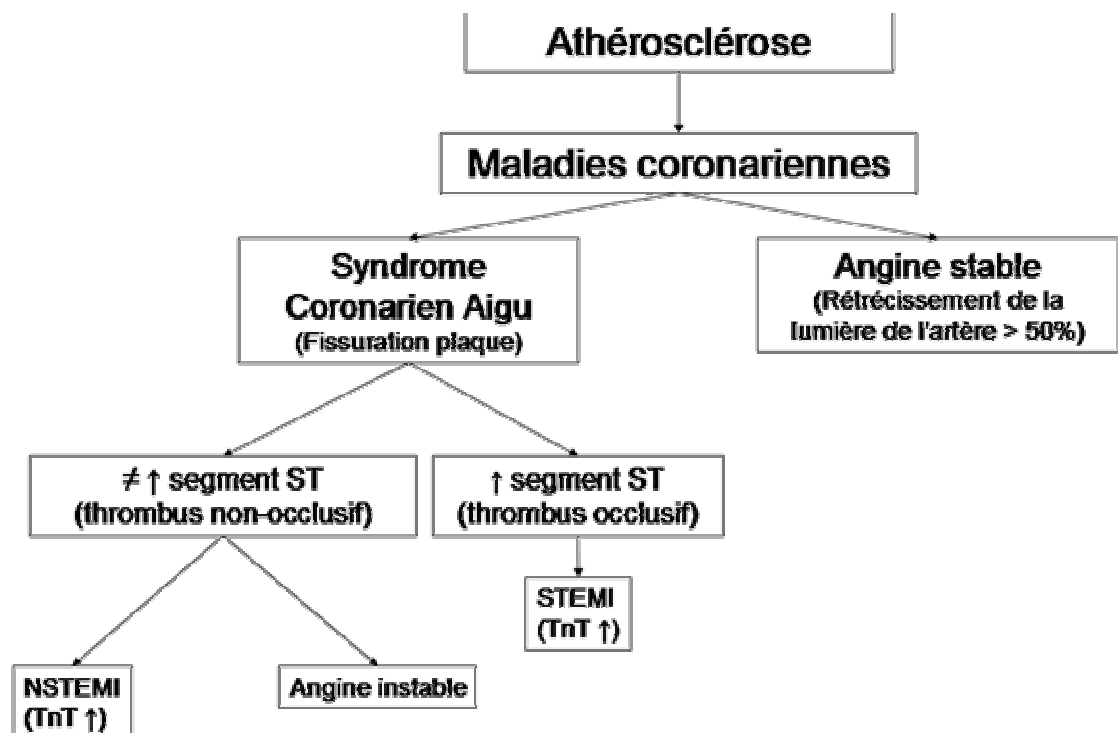 Athérosclérose
Maladies coronariennes
Syndrome
Coronarien Aigu
(Fissuration plaque)
Angine stable
(Rétrécissement de la
lumière de l'artère > 50%)
≠ ↑ segment ST
(thrombus non-occlusif)
↑ segment ST
(thrombus occlusif)
STEMI
(TnT ↑)
NSTEMI
(TnT ↑)
Angine instable